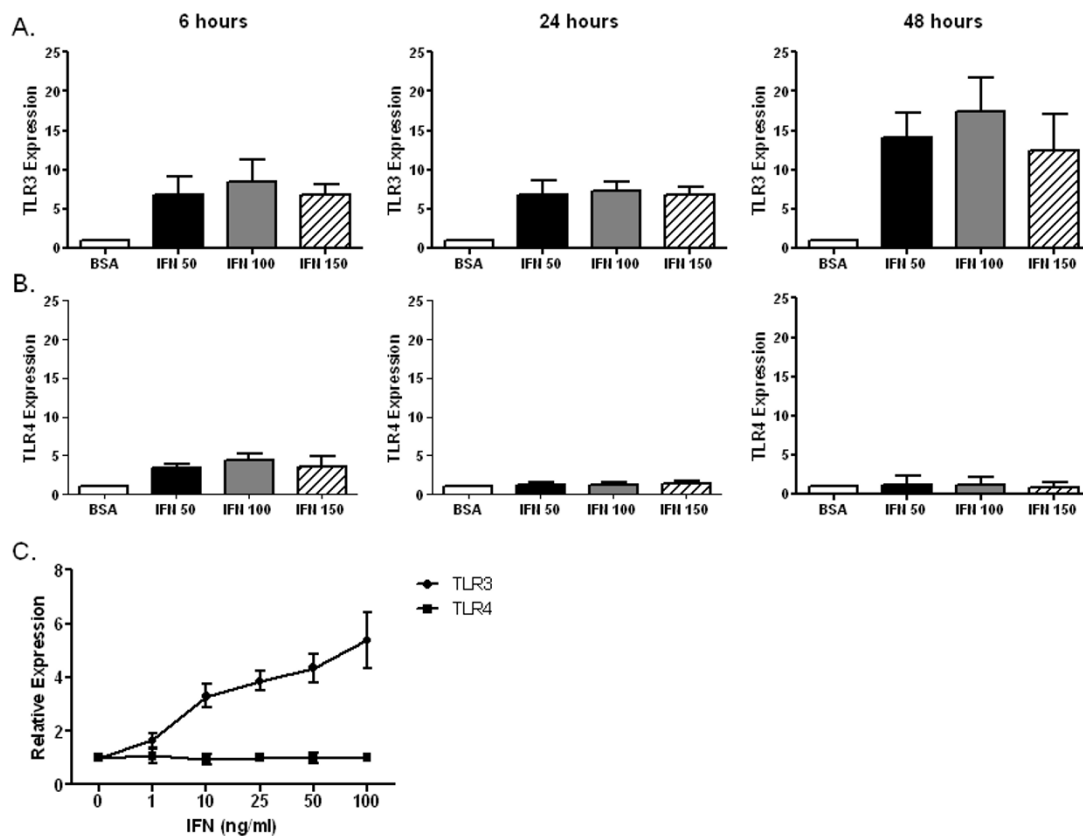 A.
6 hours
24 hours
48 hours
TLR3 Expression
25
20
15
10
5
0
BSA IFN 50 IFN 100 IFN 150
TLR3 Expression
25
20
15
10
5
0
BSA IFN 50 IFN 100 IFN 150
TLR3 Expression
25
20
15
10
5
0
BSA IFN 50 IFN 100 IFN 150
B.
TLR4 Expression
25
20
15
10
5
0
BSA IFN 50 IFN 100 IFN 150
TLR4 Expression
25
20
15
10
5
0
BSA IFN 50 IFN 100 IFN 150
TLR4 Expression
25
20
15
10
5
0
BSA IFN 50 IFN 100 IFN 150
C.
Relative Expression
8
6
4
2
0
0 1 10 25 50 100
IFN (ng/ml)
TLR3
TLR4